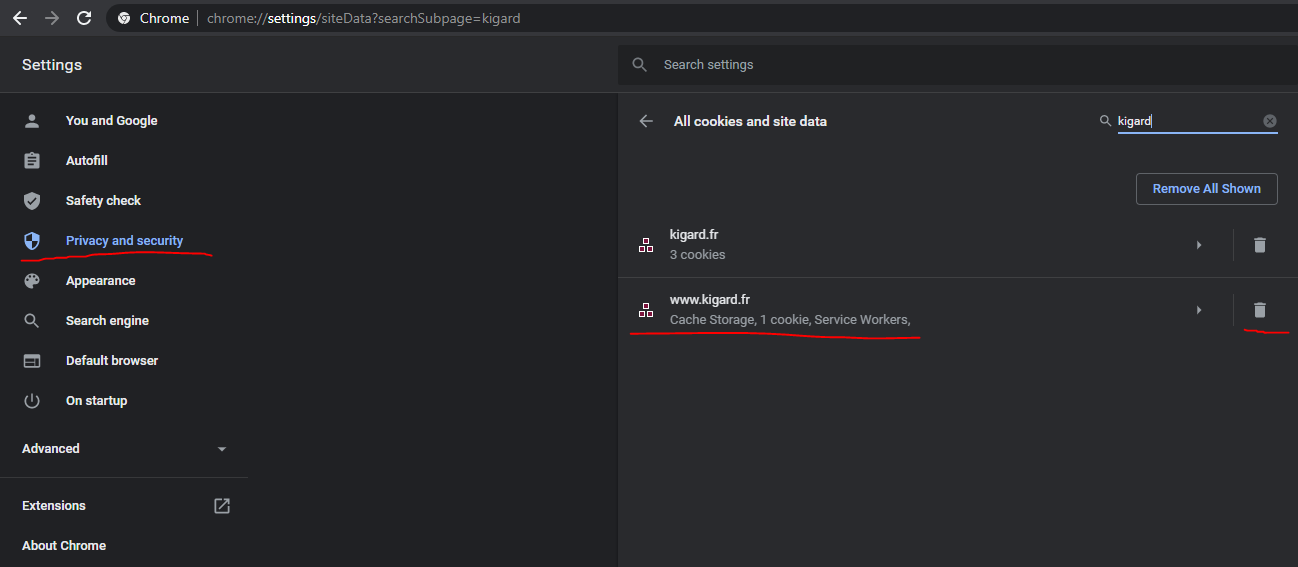 Chrome chrome://settings/siteData?searchSubpage=kigard
Settings
Search settings
You and Google
Autofill
Safety check
Privacy and security
Appearance
Search engine
Default browser
On startup
Advanced
Extensions
About Chrome
All cookies and site data
kigard
Remove All Shown
kigard.fr
3 cookies
www.kigard.fr
Cache Storage, 1 cookie, Service Workers,